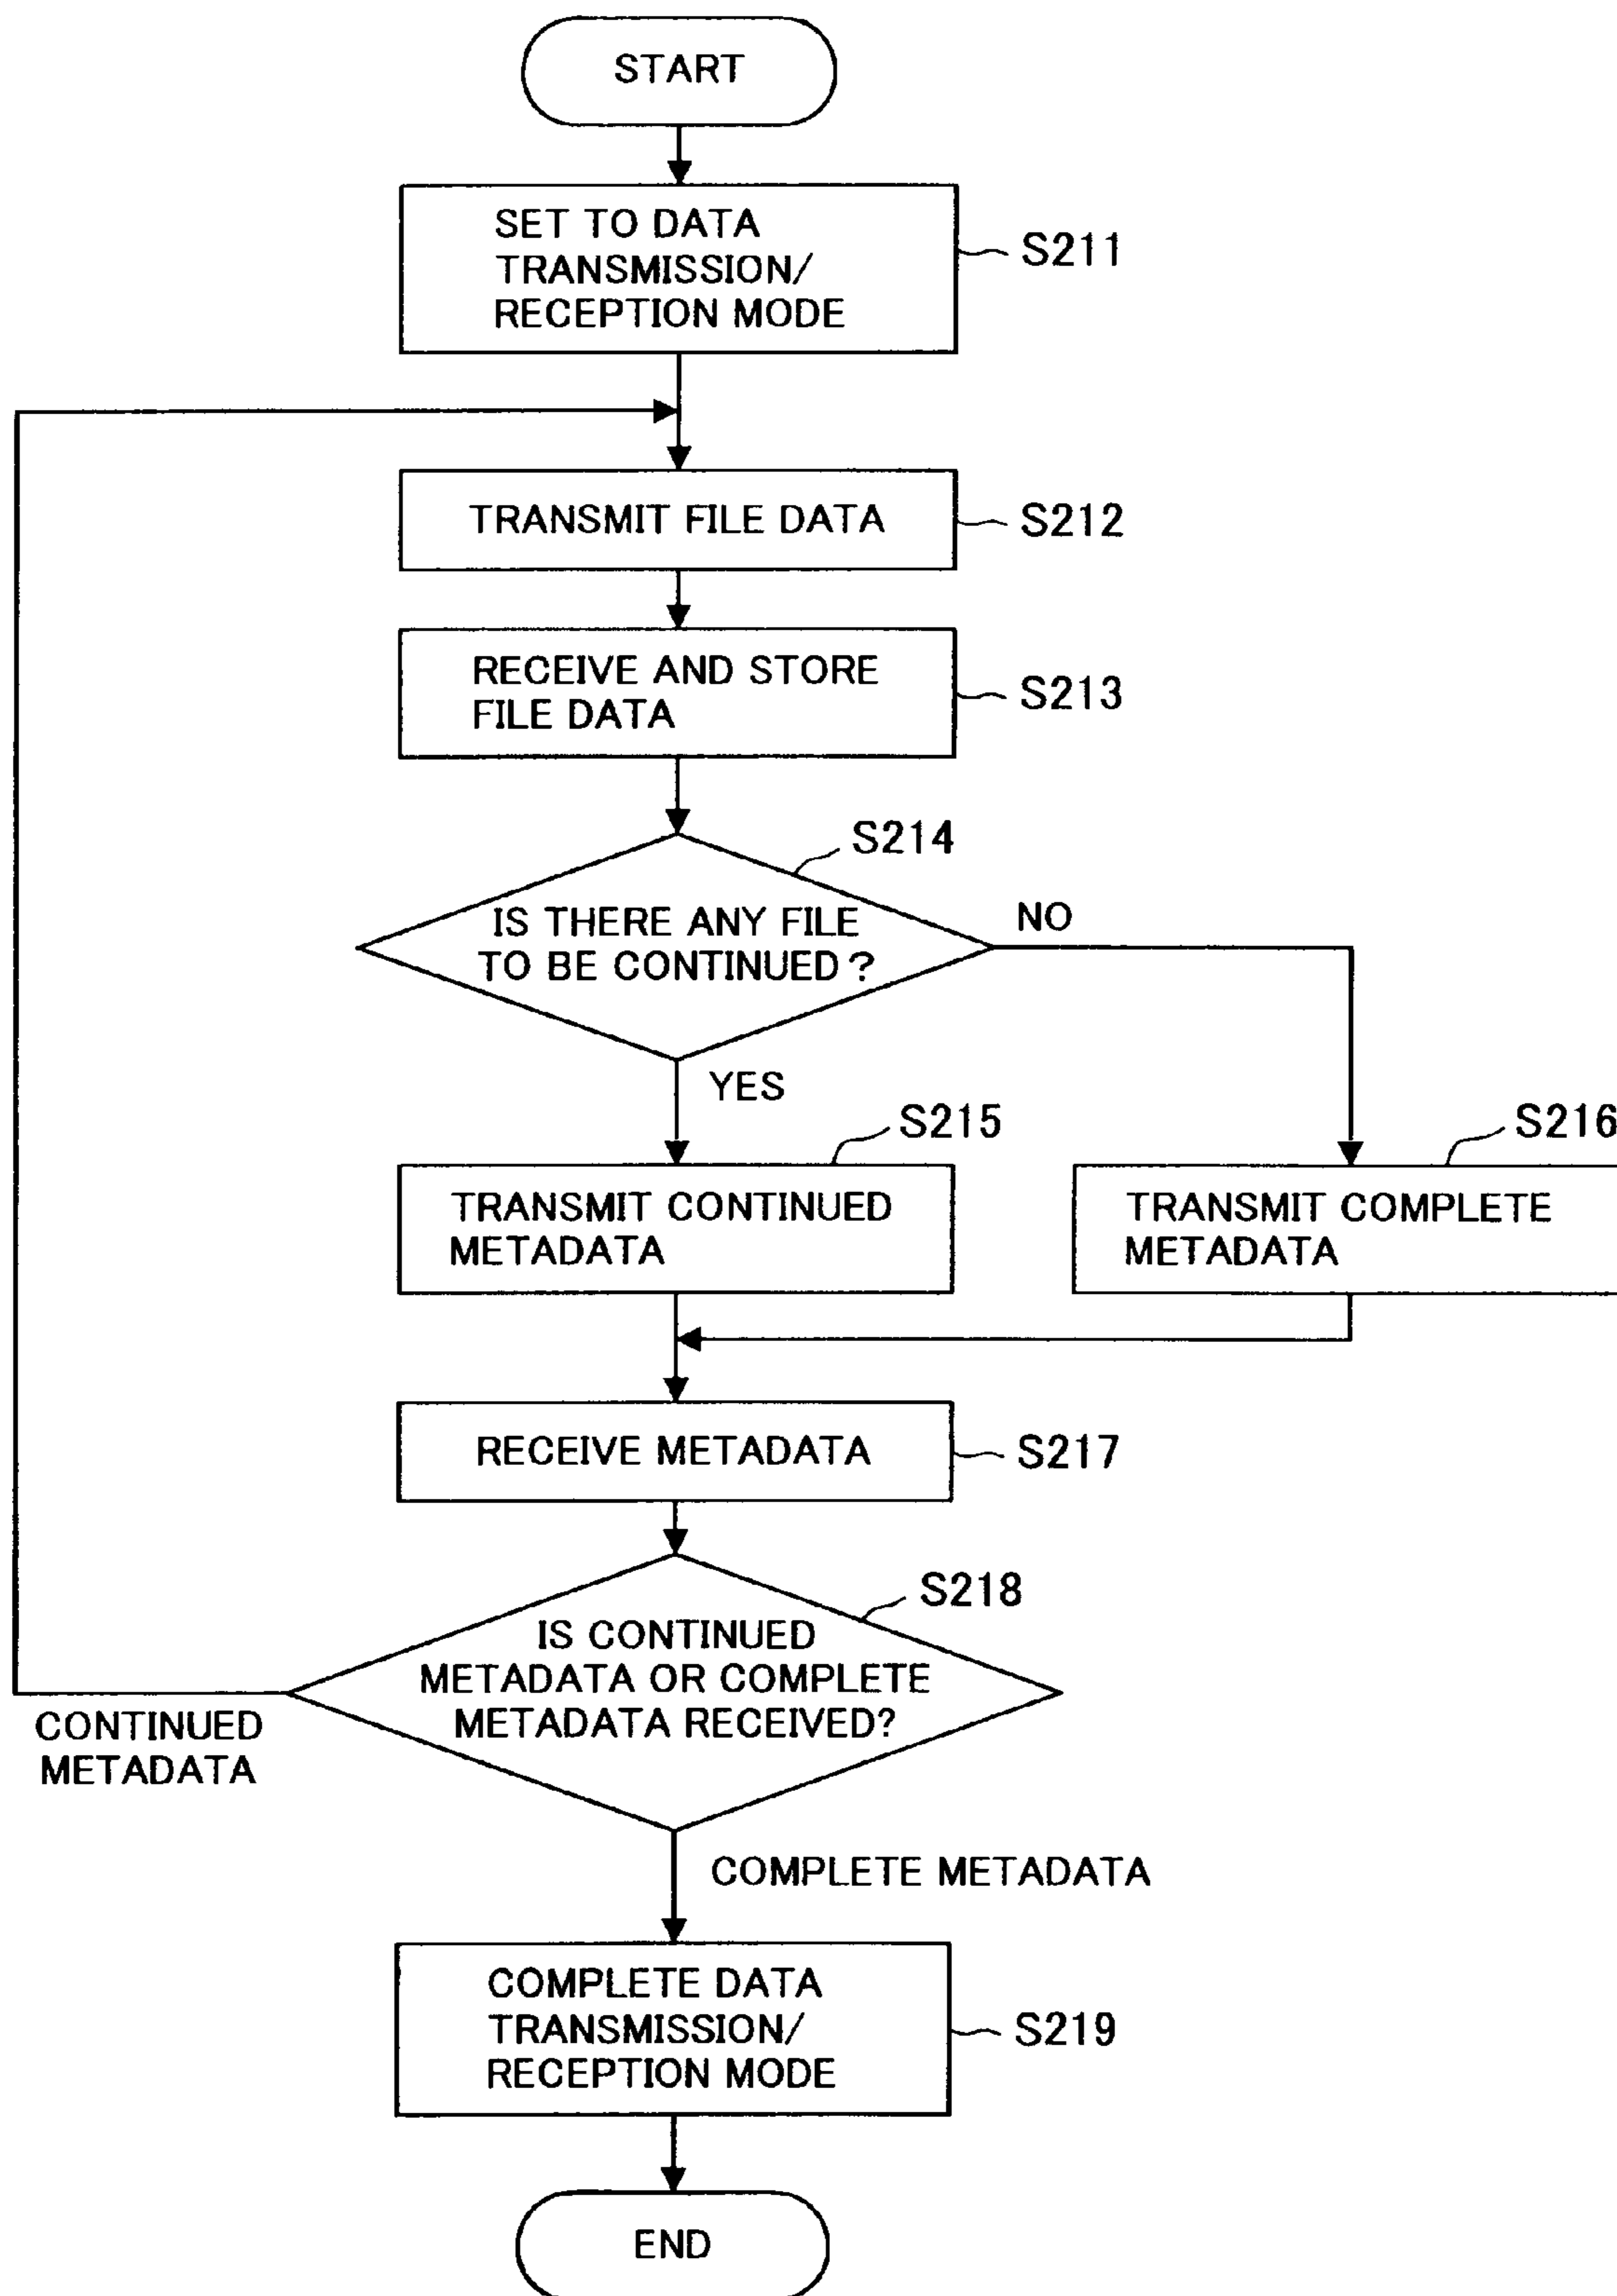 START
SET TO DATA
TRANSMISSION/
RECEPTION MODE
S211
TRANSMIT FILE DATA
S212
RECEIVE AND STORE
FILE DATA
S213
S214
IS THERE ANY FILE
TO BE CONTINUED?
NO
YES
S215
TRANSMIT CONTINUED
METADATA
S216
TRANSMIT COMPLETE
METADATA
RECEIVE METADATA
S217
S218
IS CONTINUED
METADATA OR COMPLETE
METADATA RECEIVED?
CONTINUED
METADATA
COMPLETE METADATA
COMPLETE DATA
TRANSMISSION/
RECEPTION MODE
S219
END